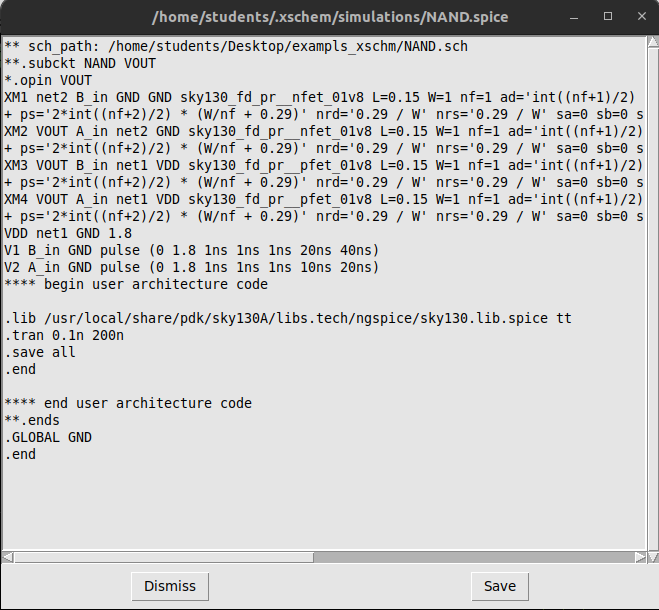 /home/students/.xschem/simulations/NAND.spice
** sch_path: /home/students/Desktop/exampls_xschm/NAND.sch
**.subckt NAND VOUT
*.opin VOUT
XM1 net2 B_in GND GND sky130_fd_pr__nfet_01v8 L=0.15 W=1 nf=1 ad='int((nf+1)/2)
+ ps='2*int((nf+2)/2) * (W/nf + 0.29)' nrd='0.29 / W' nrs='0.29 / W' sa=0 sb=0 s
XM2 VOUT A_in net2 GND sky130_fd_pr__nfet_01v8 L=0.15 W=1 nf=1 ad='int((nf+1)/2)
+ ps='2*int((nf+2)/2) * (W/nf + 0.29)' nrd='0.29 / W' nrs='0.29 / W' sa=0 sb=0 s
XM3 VOUT B_in net1 VDD sky130_fd_pr__pfet_01v8 L=0.15 W=1 nf=1 ad='int((nf+1)/2)
+ ps='2*int((nf+2)/2) * (W/nf + 0.29)' nrd='0.29 / W' nrs='0.29 / W' sa=0 sb=0 s
XM4 VOUT A_in net1 VDD sky130_fd_pr__pfet_01v8 L=0.15 W=1 nf=1 ad='int((nf+1)/2)
+ ps='2*int((nf+2)/2) * (W/nf + 0.29)' nrd='0.29 / W' nrs='0.29 / W' sa=0 sb=0 s
VDD net1 GND 1.8
V1 B_in GND pulse (0 1.8 1ns 1ns 1ns 20ns 40ns)
V2 A_in GND pulse (0 1.8 1ns 1ns 1ns 10ns 20ns)
**** begin user architecture code
.lib /usr/local/share/pdk/sky130A/libs.tech/ngspice/sky130.lib.spice tt
.tran 0.1n 200n
.save all
.end
**** end user architecture code
**.ends
.GLOBAL GND
.end
Dismiss
Save